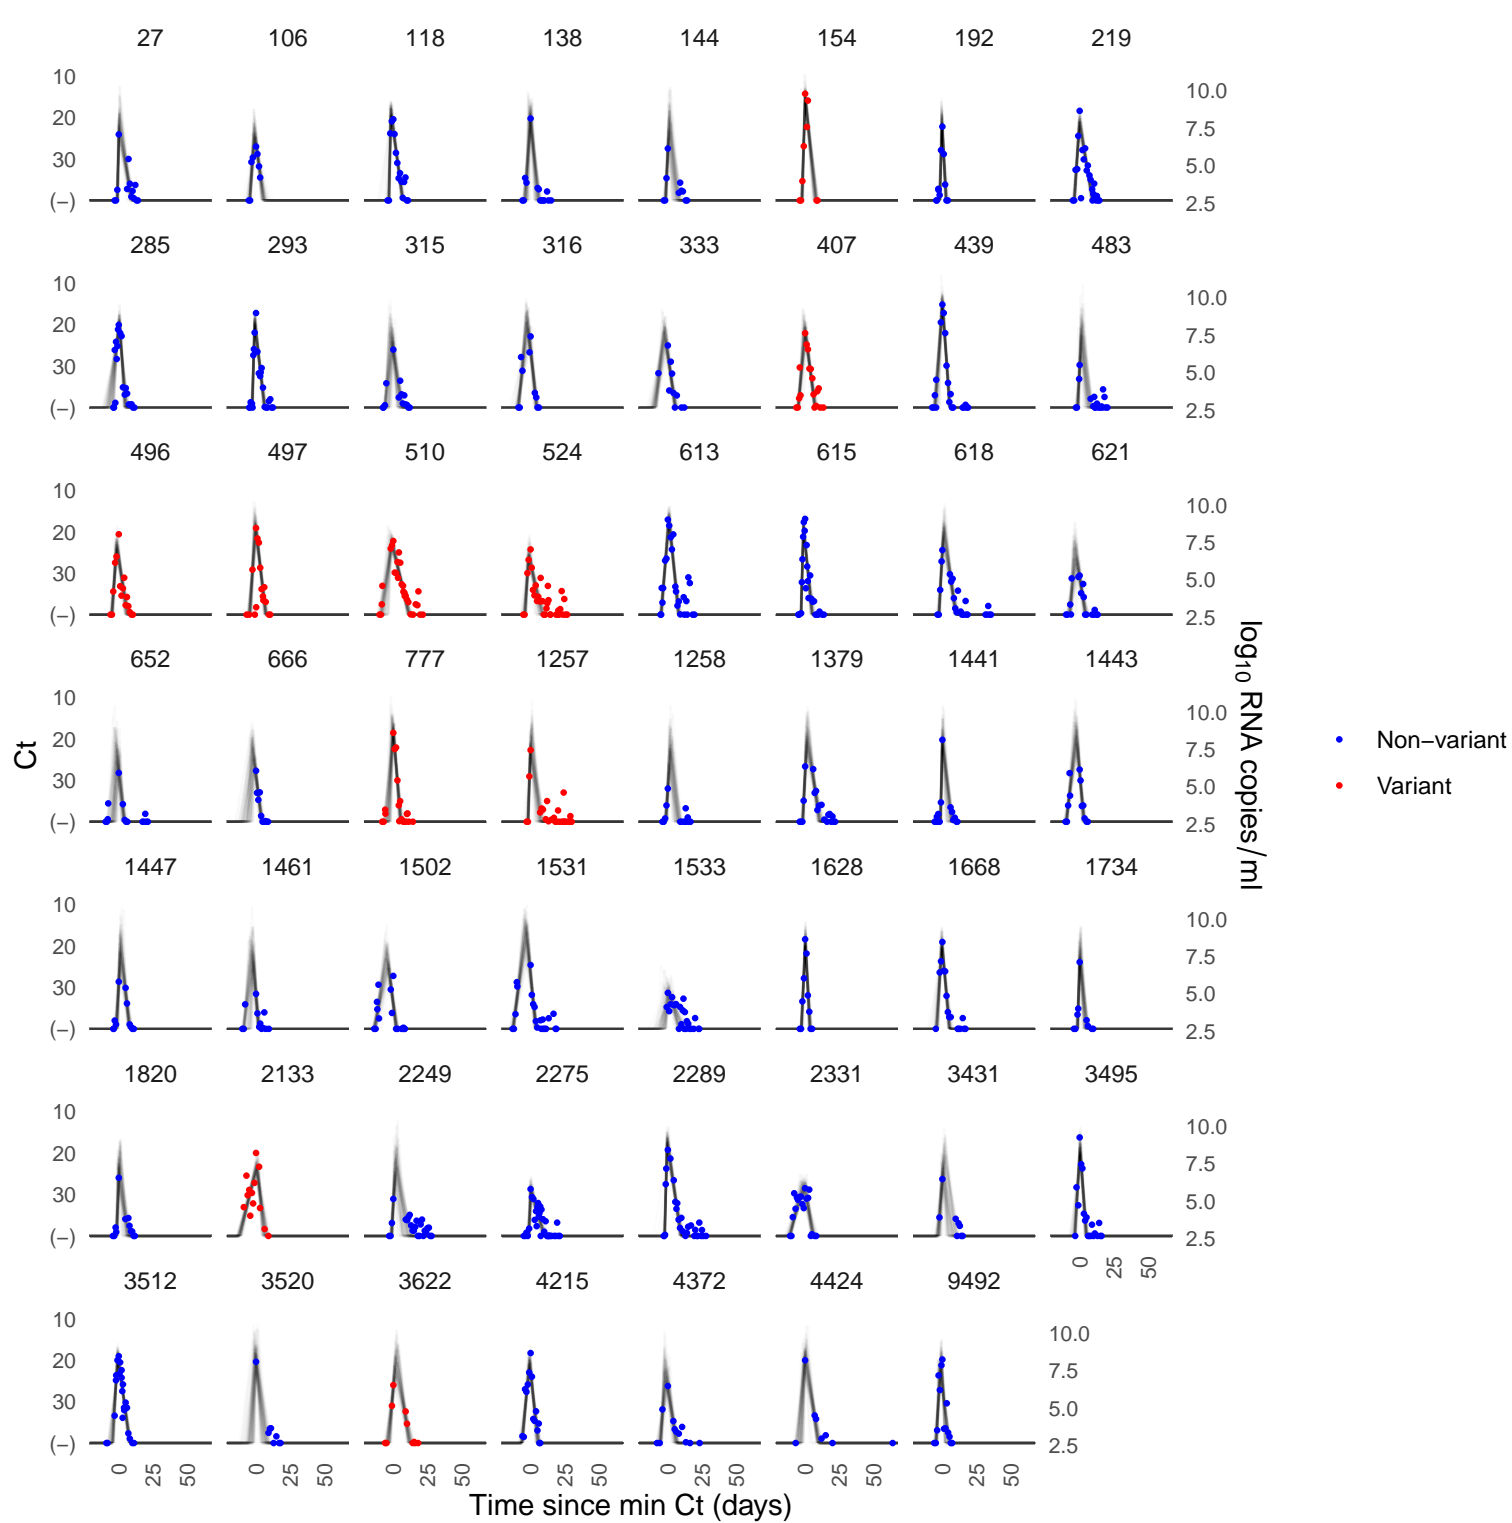 27 106 118 138 144 154 192 219
10 10.0
20 7.5
30 5.0
(−) 2.5
285 293 315 316 333 407 439 483
10 10.0
20 7.5
30 5.0
(−) 2.5
496 497 510 524 613 615 618 621
10 10.0
20 7.5
30 5.0
(−) 2.5
652 666 777 1257 1258 1379 1441 1443
10 10.0
20 7.5
30 5.0
(−) 2.5
1447 1461 1502 1531 1533 1628 1668 1734
10 10.0
20 7.5
30 5.0
(−) 2.5
1820 2133 2249 2275 2289 2331 3431 3495
10 10.0
20 7.5
30 5.0
(−) 2.5
0 25 50
3512 3520 3622 4215 4372 4424 9492
10 10.0
20 7.5
30 5.0
(−) 2.5
0 25 50 0 25 50 0 25 50 0 25 50 0 25 50 0 25 50 0 25 50
Time since min Ct (days)
Ct
log₁₀ RNA copies/ml
Non−variant
Variant